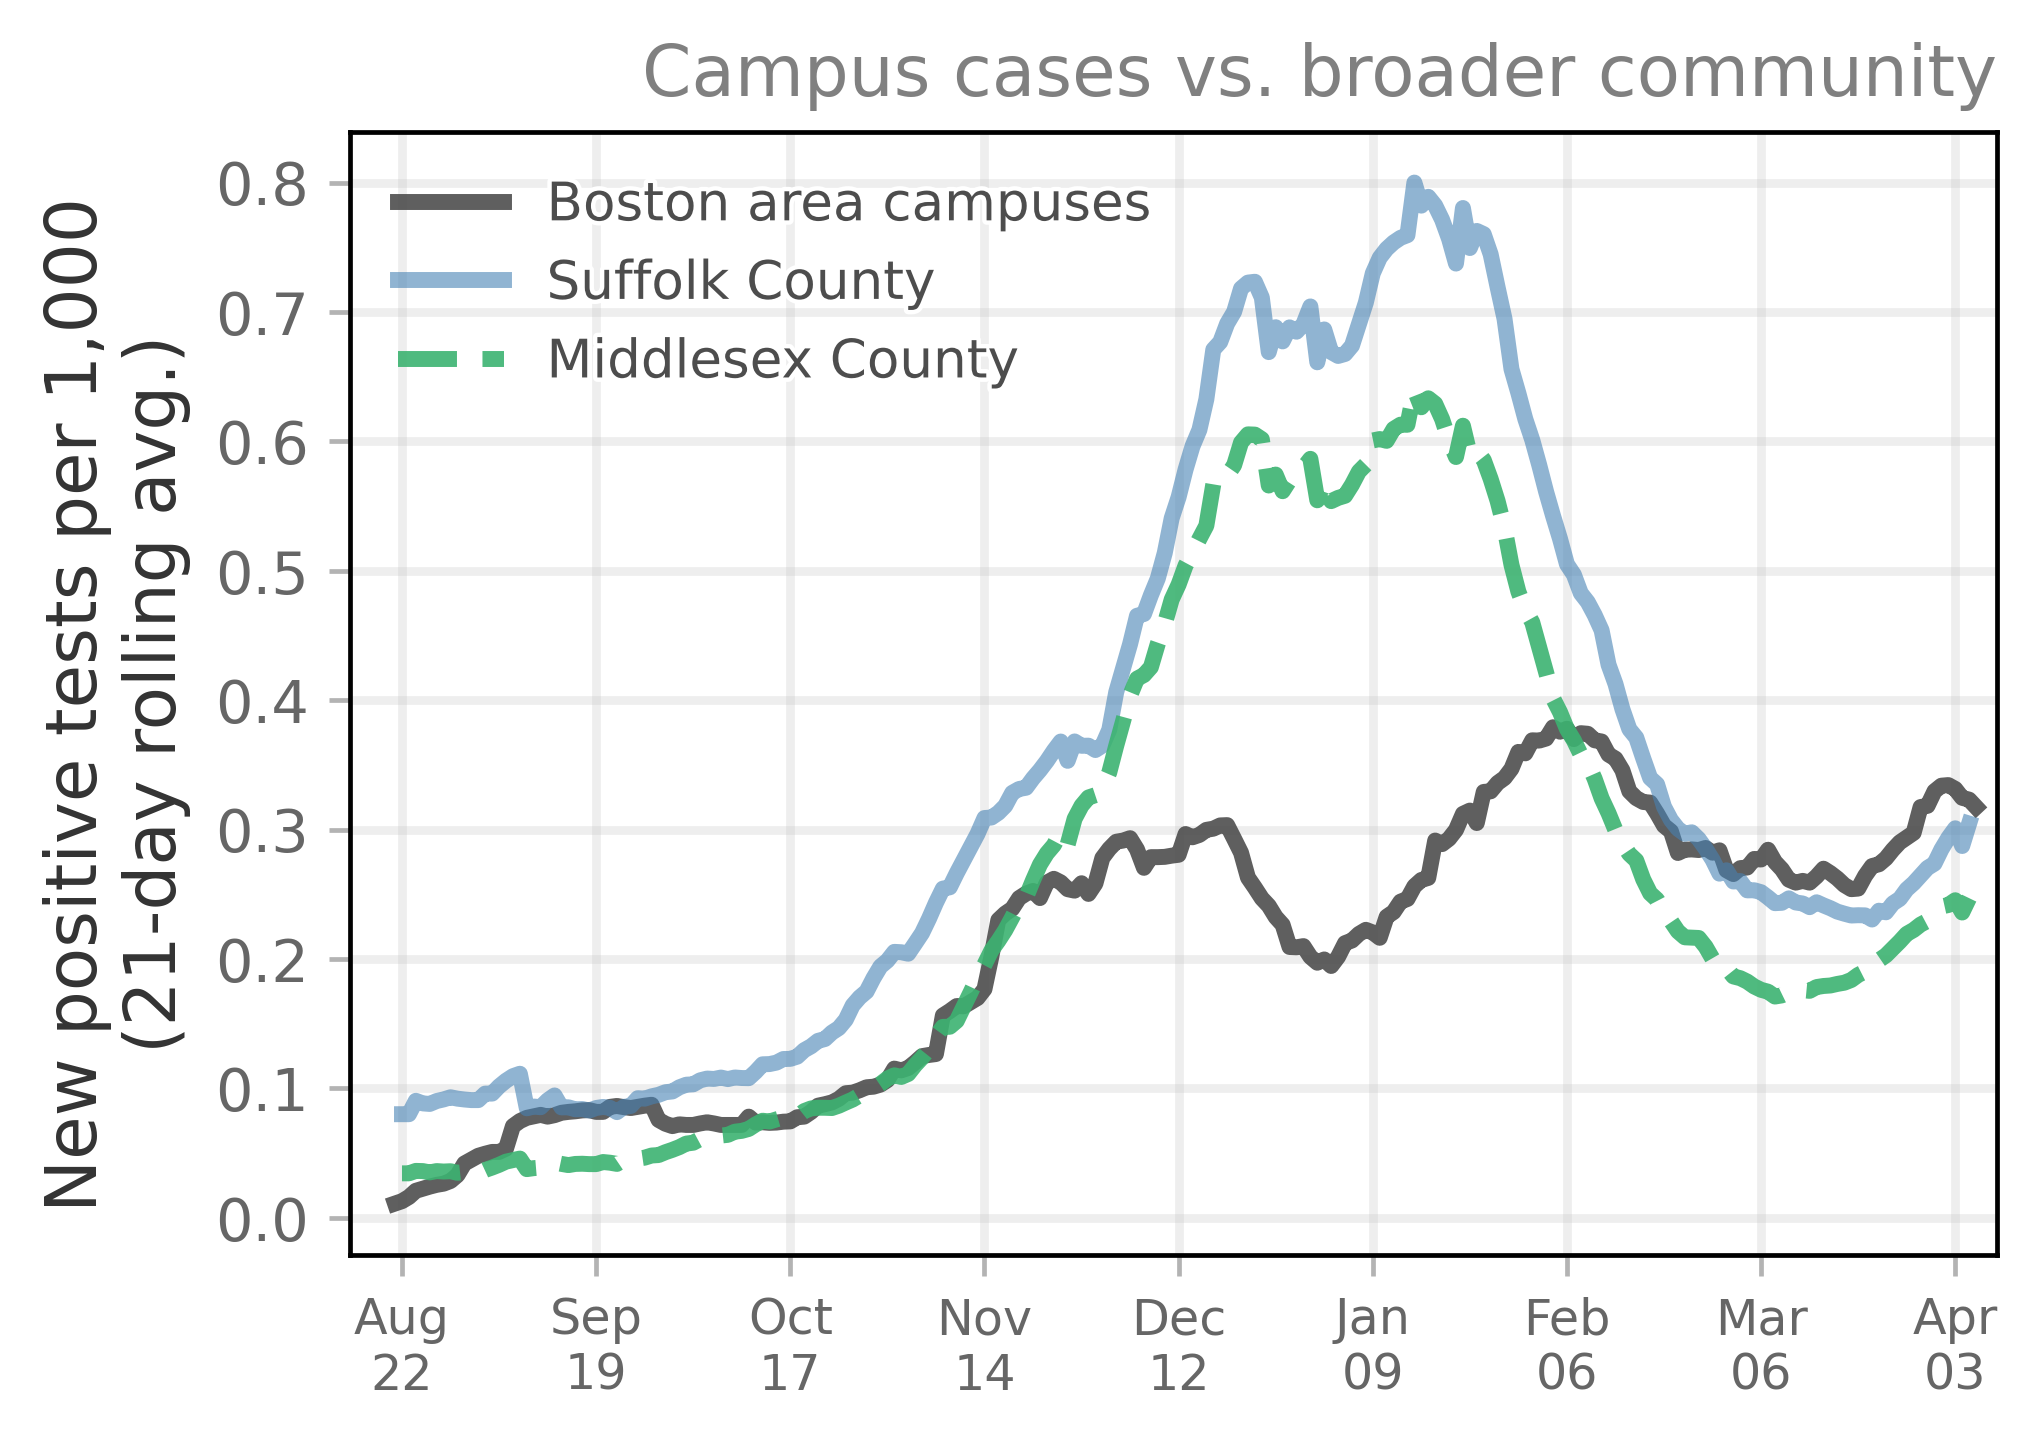 Campus cases vs. broader community
New positive tests per 1,000
(21-day rolling avg.)
Boston area campuses
Suffolk County
Middlesex County
0.8
0.7
0.6
0.5
0.4
0.3
0.2
0.1
0.0
Aug Sep Oct Nov Dec Jan Feb Mar Apr
22 19 17 14 12 09 06 06 03